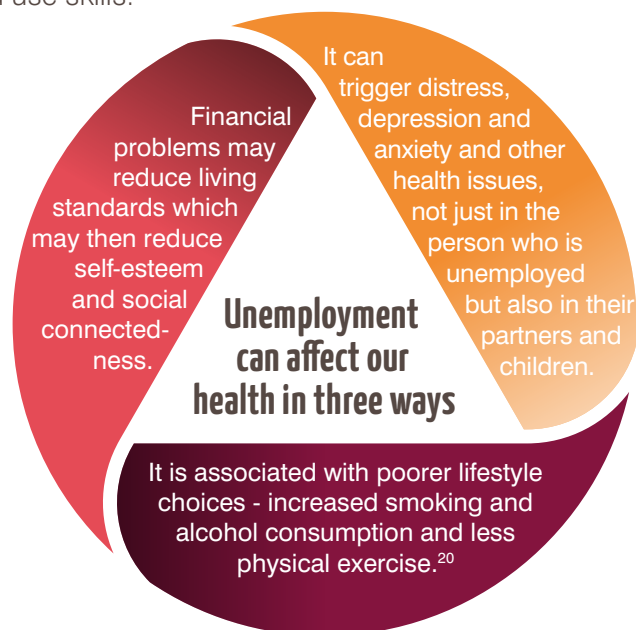 use skills.
Financial
problems may
reduce living
standards which
may then reduce
self-esteem
and social
connected-
ness.
It can
trigger distress,
depression and
anxiety and other
health issues,
not just in the
person who is
unemployed
but also in their
partners and
children.
Unemployment
can affect our
health in three ways
It is associated with poorer lifestyle
choices - increased smoking and
alcohol consumption and less
physical exercise.20